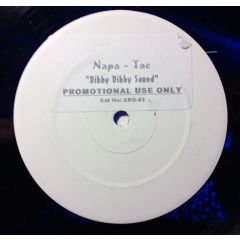 Napa - Tac
"Dibby Dibby Sound"
PROMOTIONAL USE ONLY
Cat No: CRG-03